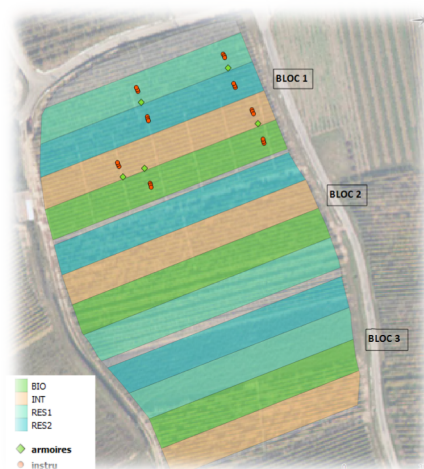 BLOC 1
BLOC 2
BLOC 3
BIO
INT
RES1
RES2
armoires
instru